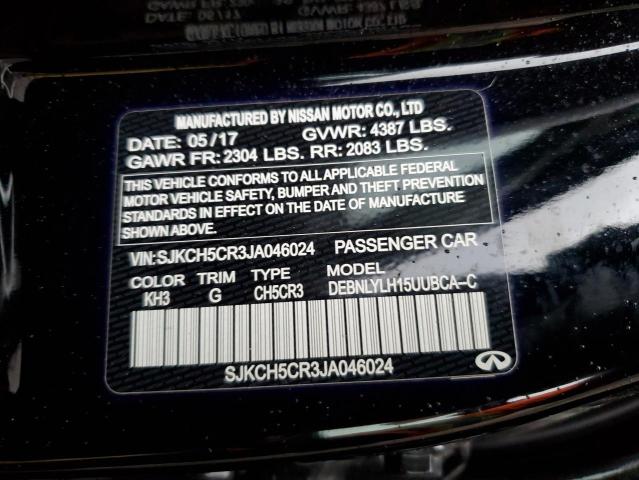 MANUFACTURED BY NISSAN MOTOR CO., LTD
DATE: 05/17 GVWR: 4387 LBS.
GAWR FR: 2304 LBS. RR: 2083 LBS.
THIS VEHICLE CONFORMS TO ALL APPLICABLE FEDERAL
MOTOR VEHICLE SAFETY, BUMPER AND THEFT PREVENTION
STANDARDS IN EFFECT ON THE DATE OF MANUFACTURE
SHOWN ABOVE.
VIN:SJKCH5CR3JA046024 PASSENGER CAR
COLOR TRIM TYPE MODEL
KH3 G CH5CR3 DEBNLYLH15UUBCA-C
SJKCH5CR3JA046024